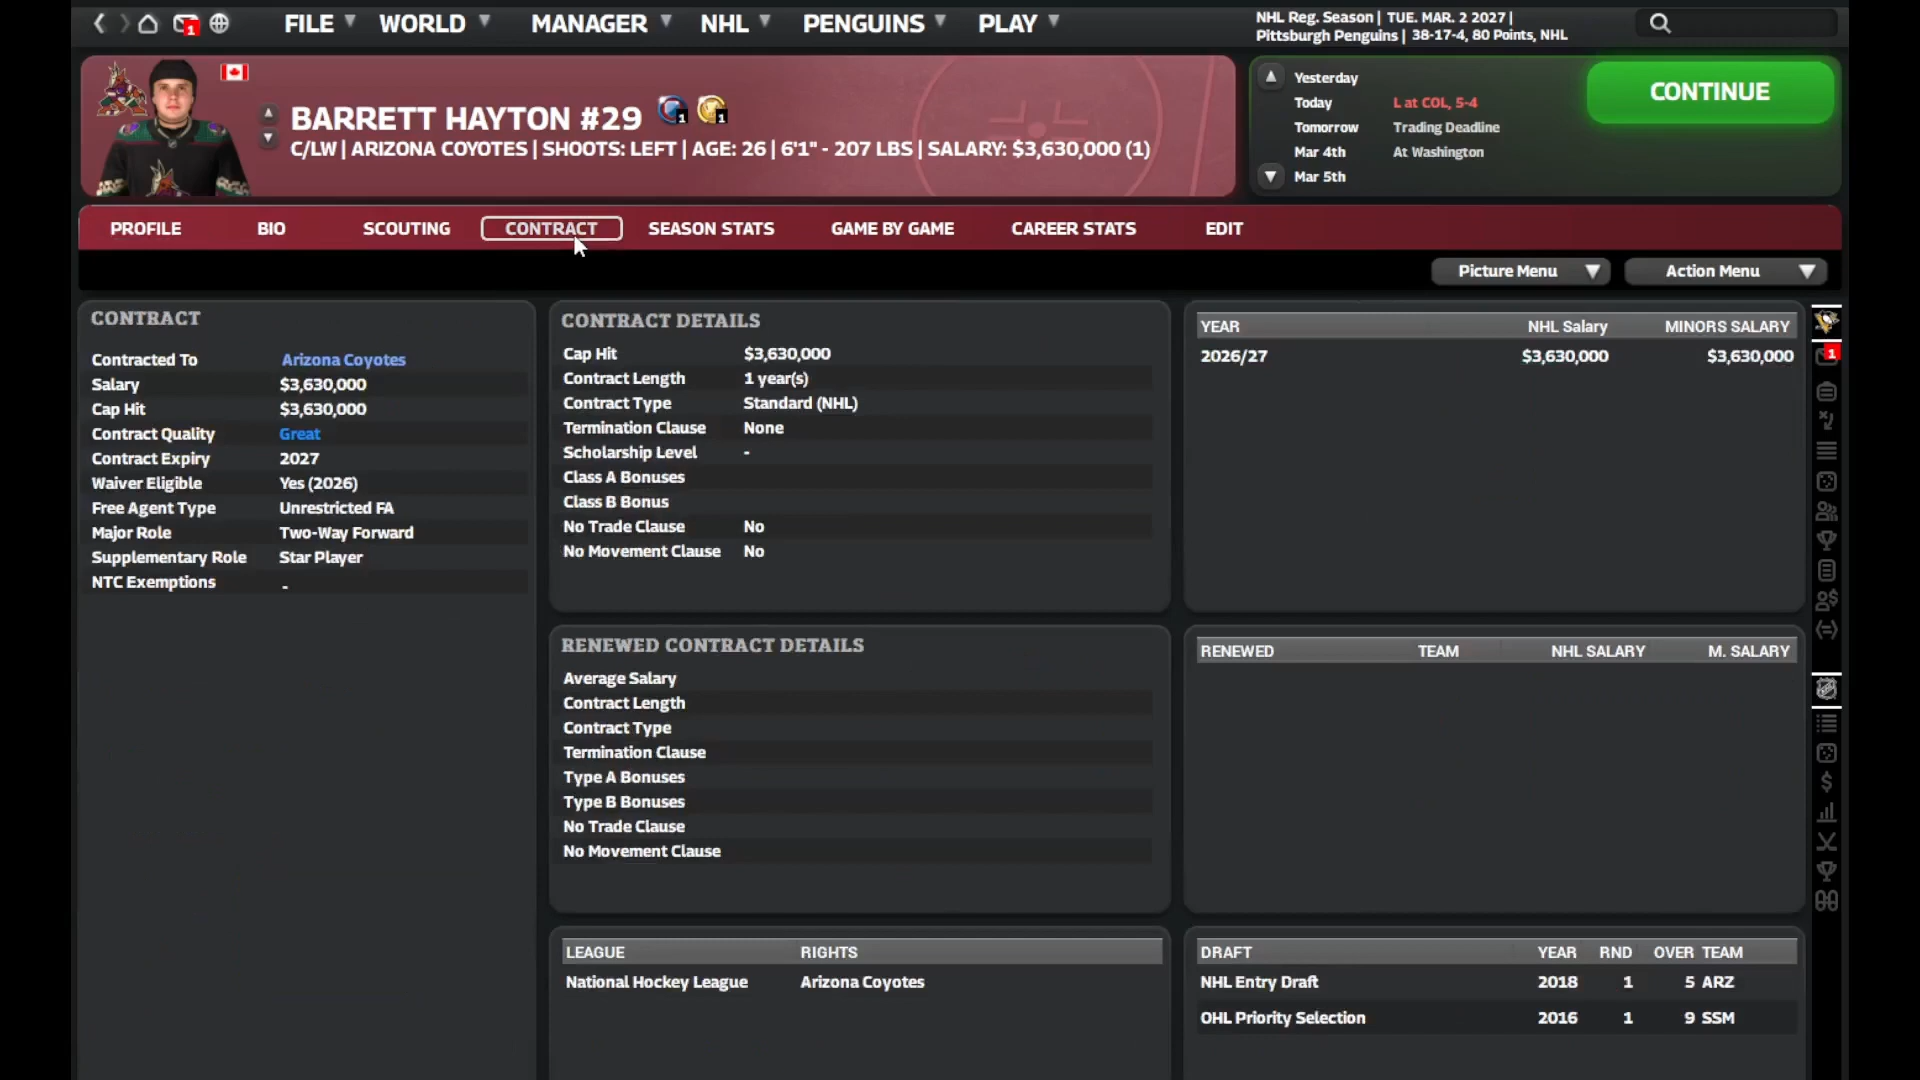 FILE WORLD MANAGER NHL PENGUINS PLAY
NHL Reg. Season | TUE. MAR. 2 2027 |
Pittsburgh Penguins | 38-17-4, 80 Points, NHL
1
BARRETT HAYTON #29
1 1
C/LW | ARIZONA COYOTES | SHOOTS: LEFT | AGE: 26 | 6'1" - 207 LBS | SALARY: $3,630,000 (1)
Yesterday
Today L at COL, 5-4
Tomorrow Trading Deadline
Mar 4th At Washington
Mar 5th
CONTINUE
PROFILE BIO SCOUTING CONTRACT SEASON STATS GAME BY GAME CAREER STATS EDIT
Picture Menu Action Menu
CONTRACT
Contracted To Arizona Coyotes
Salary $3,630,000
Cap Hit $3,630,000
Contract Quality Great
Contract Expiry 2027
Waiver Eligible Yes (2026)
Free Agent Type Unrestricted FA
Major Role Two-Way Forward
Supplementary Role Star Player
NTC Exemptions -
CONTRACT DETAILS
Cap Hit $3,630,000
Contract Length 1 year(s)
Contract Type Standard (NHL)
Termination Clause None
Scholarship Level -
Class A Bonuses
Class B Bonus
No Trade Clause No
No Movement Clause No
YEAR NHL Salary MINORS SALARY
2026/27 $3,630,000 $3,630,000
1
RENEWED CONTRACT DETAILS
Average Salary
Contract Length
Contract Type
Termination Clause
Type A Bonuses
Type B Bonuses
No Trade Clause
No Movement Clause
RENEWED TEAM NHL SALARY M. SALARY
LEAGUE RIGHTS
National Hockey League Arizona Coyotes
DRAFT YEAR RND OVER TEAM
NHL Entry Draft 2018 1 5 ARZ
OHL Priority Selection 2016 1 9 SSM